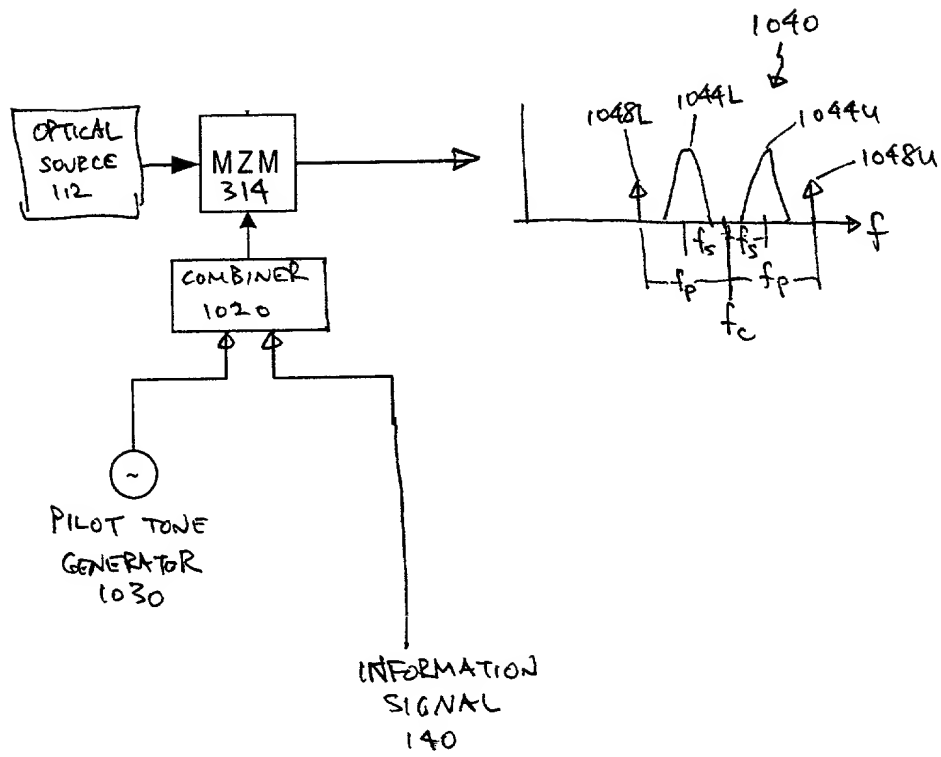 1040
1048L
1044L
1044U
1048U
OPTICAL
SOURCE
112
MZM
314
f
fs
fs
fp
fp
fc
COMBINER
1020
~
PILOT TONE
GENERATOR
1030
INFORMATION
SIGNAL
140